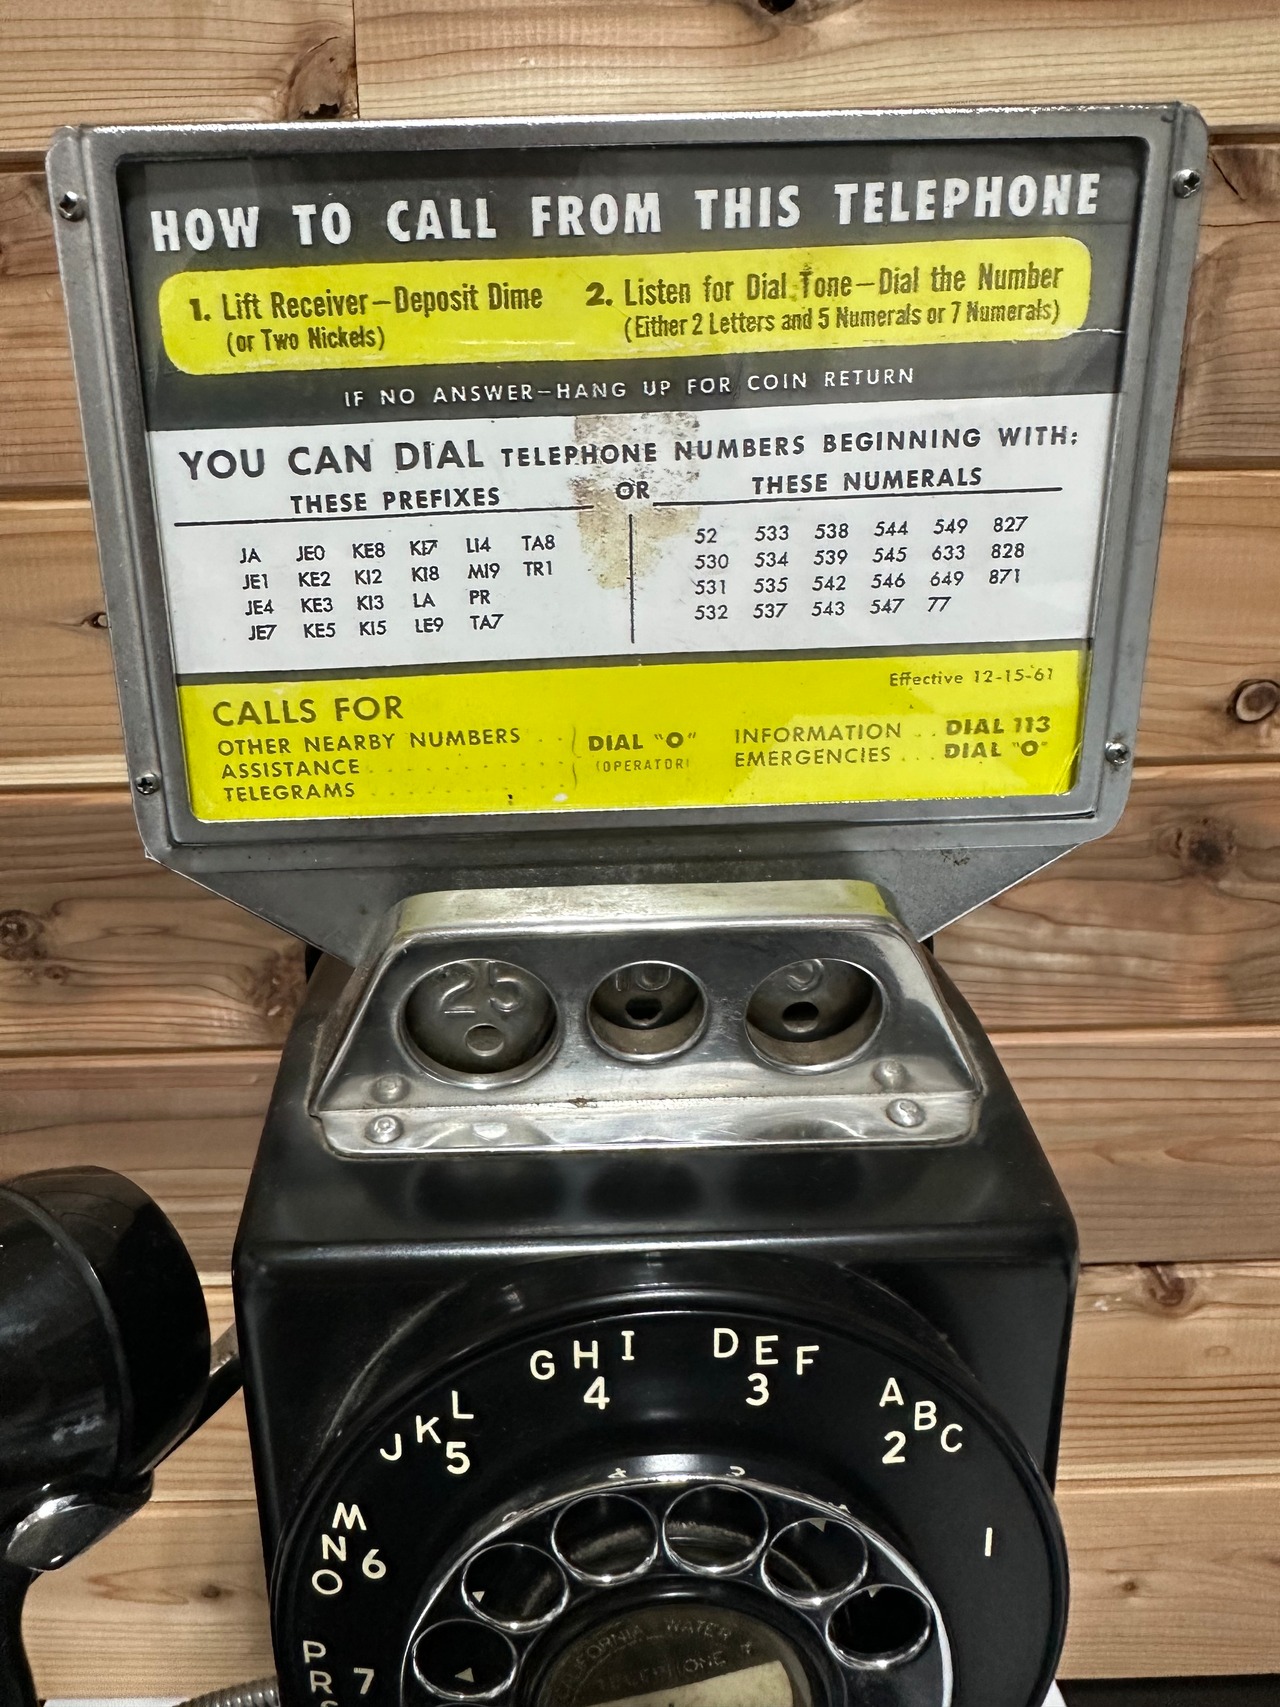 HOW TO CALL FROM THIS TELEPHONE
1. Lift Receiver—Deposit Dime
(or Two Nickels)
2. Listen for Dial Tone—Dial the Number
(Either 2 Letters and 5 Numerals or 7 Numerals)
IF NO ANSWER—HANG UP FOR COIN RETURN
YOU CAN DIAL TELEPHONE NUMBERS BEGINNING WITH:
THESE PREFIXES OR THESE NUMERALS
JA JE0 KE8 KI7 LI4 TA8
JE1 KE2 KI2 KI8 MI9 TR1
JE4 KE3 KI3 LA PR
JE7 KE5 KI5 LE9 TA7
52 533 538 544 549 827
530 534 539 545 633 828
531 535 542 546 649 871
532 537 543 547 77
Effective 12-15-61
CALLS FOR
OTHER NEARBY NUMBERS . .
ASSISTANCE . . . . . . . . . .
TELEGRAMS . . . . . . . . . .
DIAL "O"
(OPERATOR)
INFORMATION . . DIAL 113
EMERGENCIES . . . DIAL "O"
25 10 5
GHI 4
DEF 3
ABC 2
JKL 5
1
MNO 6
PRS 7
CALIFORNIA WATER &
TELEPHONE